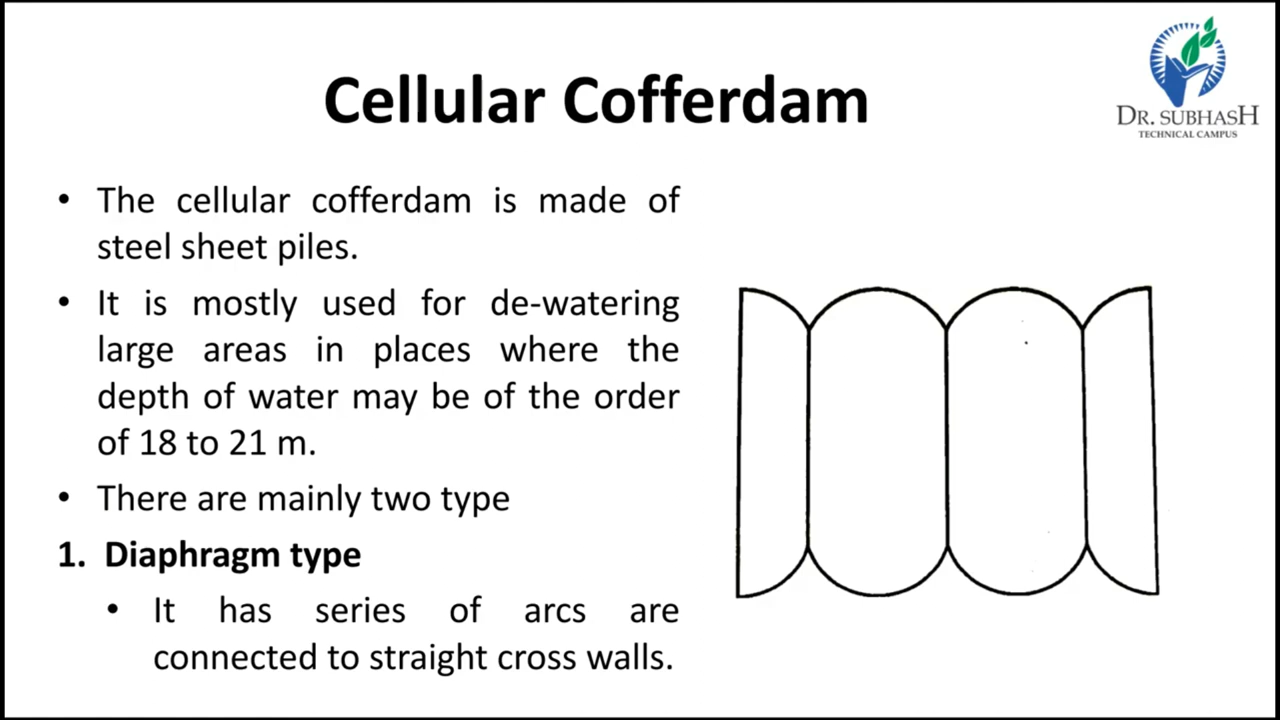 Cellular Cofferdam
DR. SUBHASH
TECHNICAL CAMPUS
• The cellular cofferdam is made of
steel sheet piles.
• It is mostly used for de-watering
large areas in places where the
depth of water may be of the order
of 18 to 21 m.
• There are mainly two type
1. Diaphragm type
• It has series of arcs are
connected to straight cross walls.